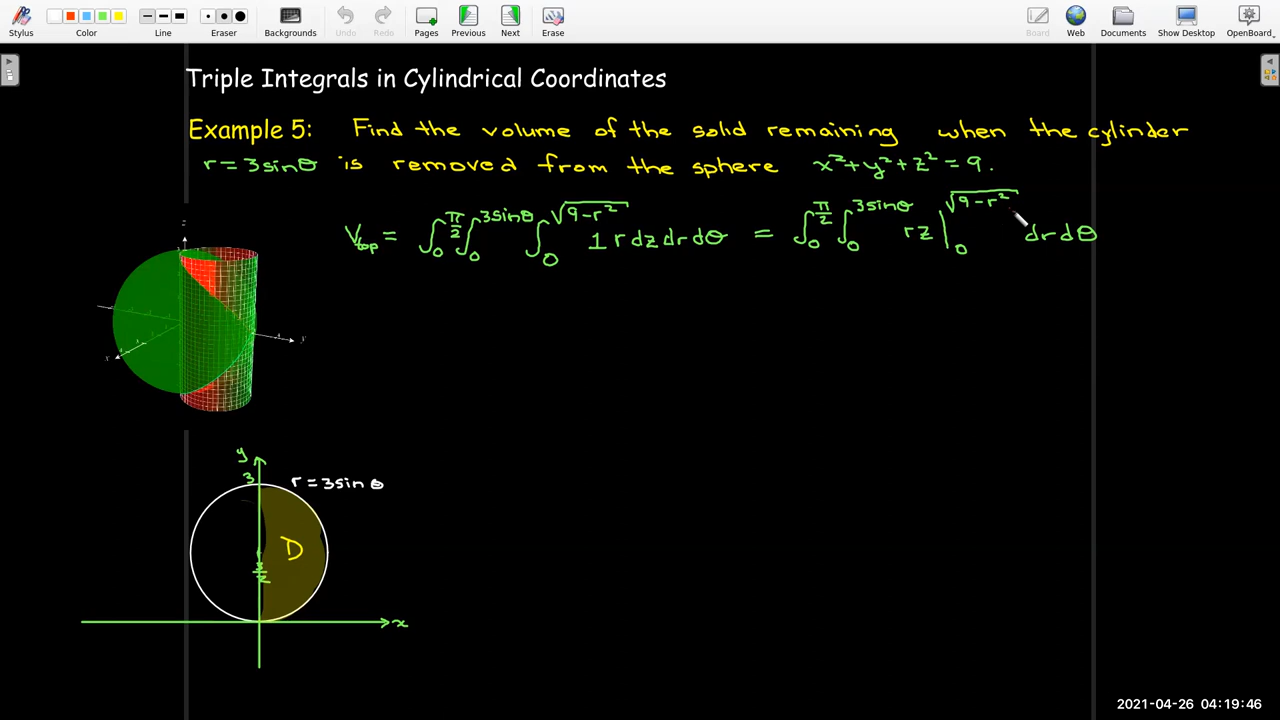 Stylus Color Line Eraser Backgrounds Undo Redo Pages Previous Next Erase Board Web Documents Show Desktop OpenBoard
Triple Integrals in Cylindrical Coordinates
Example 5: Find the volume of the solid remaining when the cylinder
r = 3sinθ is removed from the sphere x² + y² + z² = 9.
V_top = ∫₀^{π/2} ∫₀^{3sinθ} ∫₀^{√(9-r²)} 1 r dz dr dθ = ∫₀^{π/2} ∫₀^{3sinθ} rz |₀^{√(9-r²)} dr dθ
z
y
x
y
3
r = 3sinθ
D
3/2
x
2021-04-26 04:19:46